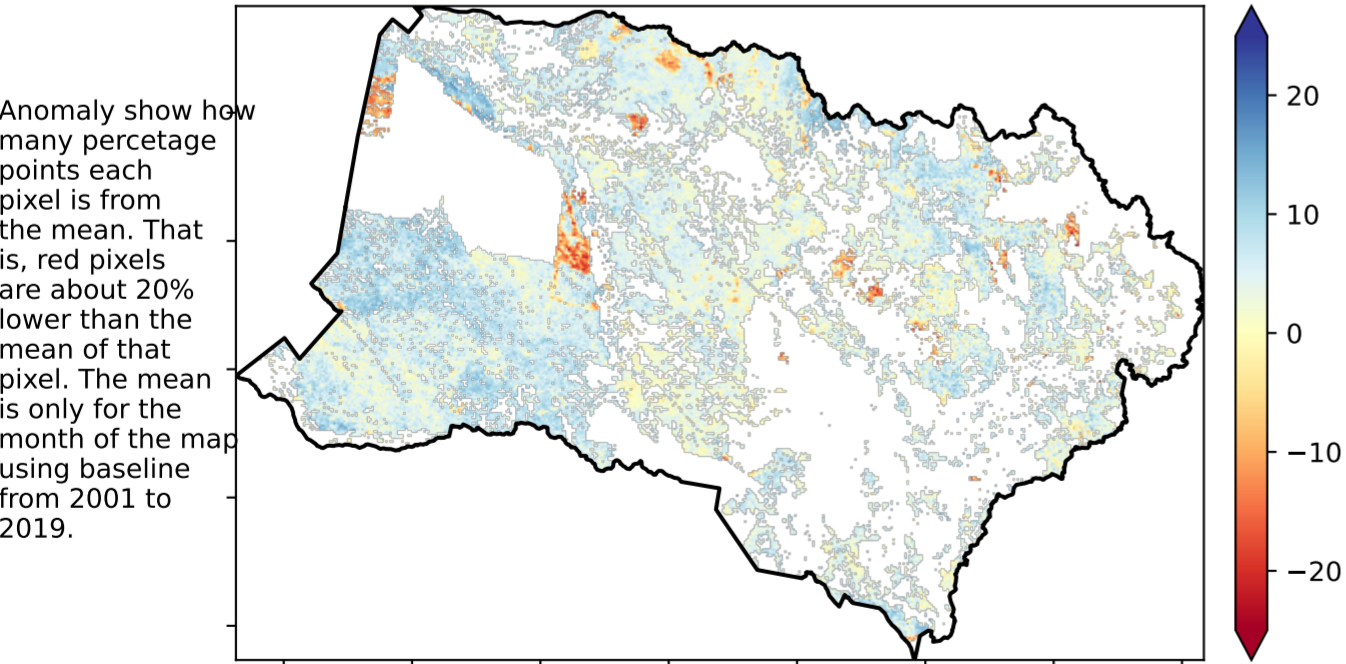 Anomaly show how
many percetage
points each
pixel is from
the mean. That
is, red pixels
are about 20%
lower than the
mean of that
pixel. The mean
is only for the
month of the map
using baseline
from 2001 to
2019.
20
10
0
−10
−20